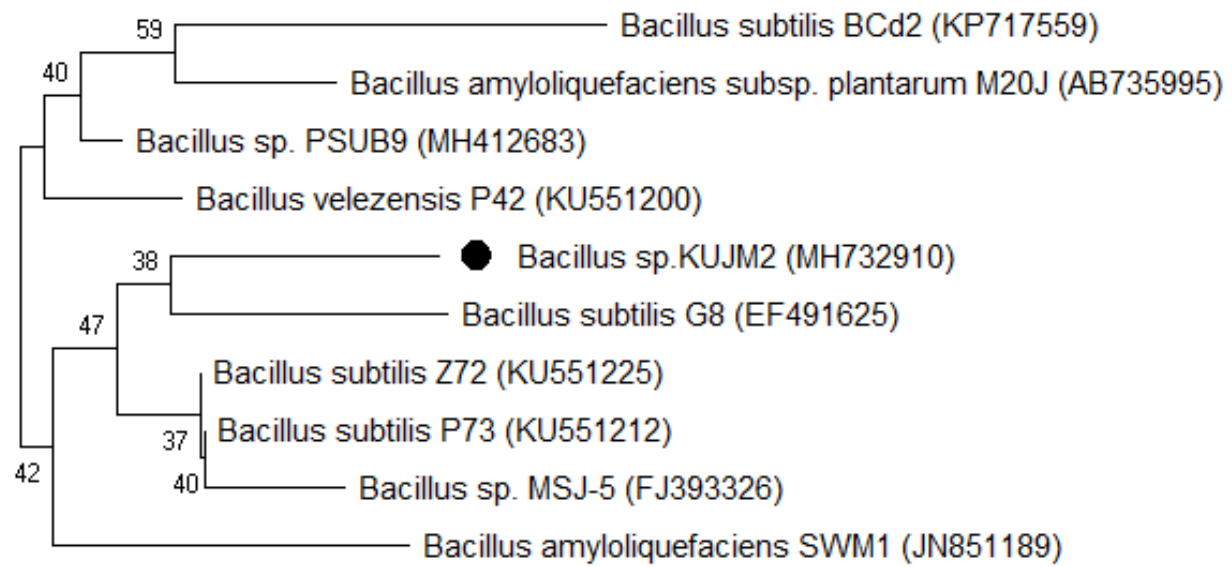 59
Bacillus subtilis BCd2 (KP717559)
40
Bacillus amyloliquefaciens subsp. plantarum M20J (AB735995)
Bacillus sp. PSUB9 (MH412683)
Bacillus velezensis P42 (KU551200)
38
Bacillus sp.KUJM2 (MH732910)
47
Bacillus subtilis G8 (EF491625)
Bacillus subtilis Z72 (KU551225)
37
Bacillus subtilis P73 (KU551212)
42
40
Bacillus sp. MSJ-5 (FJ393326)
Bacillus amyloliquefaciens SWM1 (JN851189)